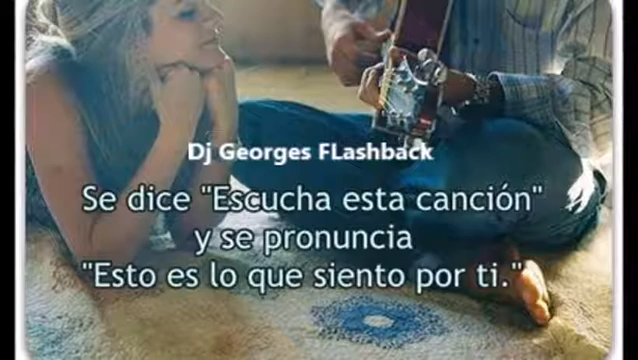 Dj Georges FLashback
Se dice "Escucha esta canción"
y se pronuncia
"Esto es lo que siento por ti."